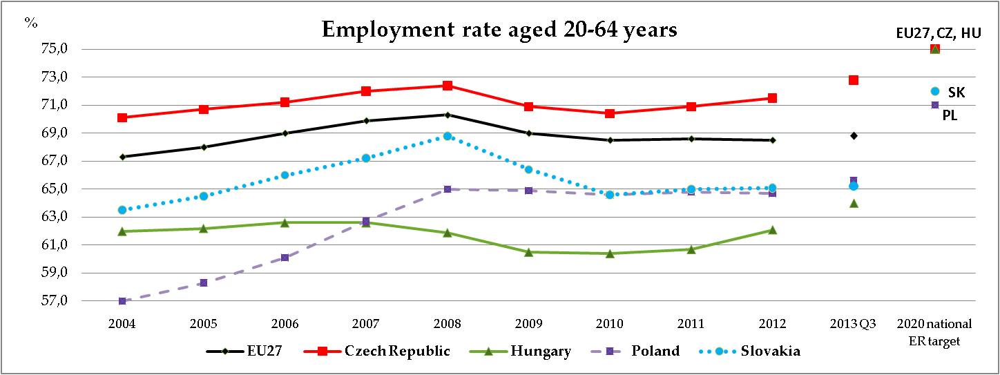 %
Employment rate aged 20-64 years
EU27, CZ, HU
75,0
73,0
71,0
69,0
67,0
65,0
63,0
61,0
59,0
57,0
SK
PL
2004 2005 2006 2007 2008 2009 2010 2011 2012 2013 Q3 2020 national
ER target
EU27 Czech Republic Hungary Poland Slovakia